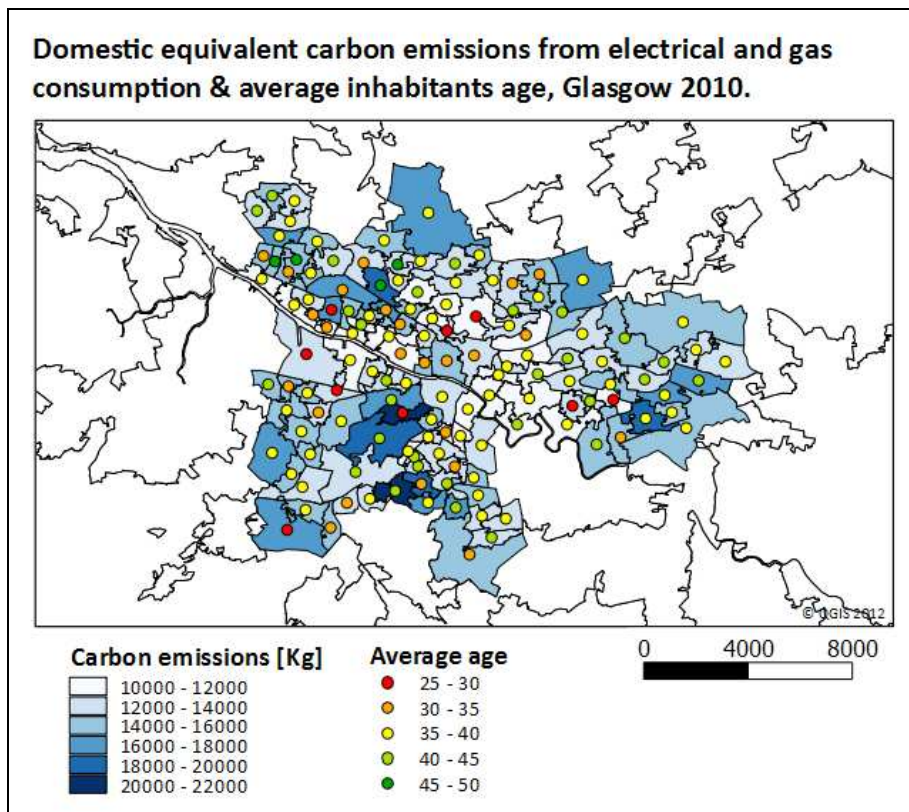 Domestic equivalent carbon emissions from electrical and gas
consumption & average inhabitants age, Glasgow 2010.
© QGIS 2012
Carbon emissions [Kg]
10000 - 12000
12000 - 14000
14000 - 16000
16000 - 18000
18000 - 20000
20000 - 22000
Average age
25 - 30
30 - 35
35 - 40
40 - 45
45 - 50
0 4000 8000